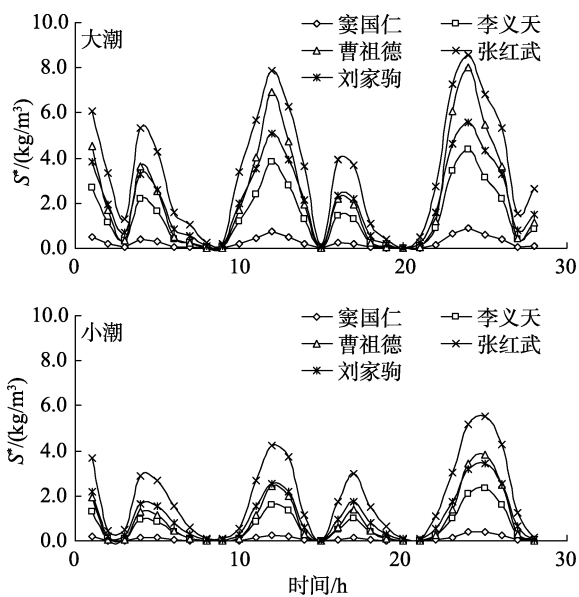 10.0
大潮
窦国仁
李义天
8.0
曹祖德
张红武
刘家驹
6.0
S*/(kg/m³)
4.0
2.0
0.0
0
10
20
30
10.0
小潮
窦国仁
李义天
8.0
曹祖德
张红武
刘家驹
6.0
S*/(kg/m³)
4.0
2.0
0.0
0
10
20
30
时间/h